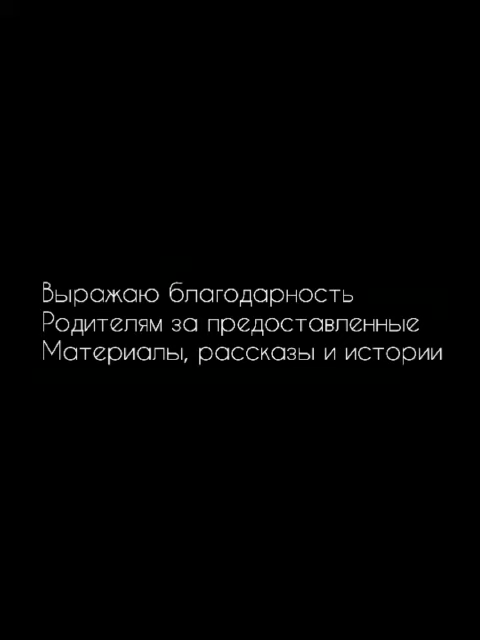 Выражаю благодарность
Родителям за предоставленные
Материалы, рассказы и истории